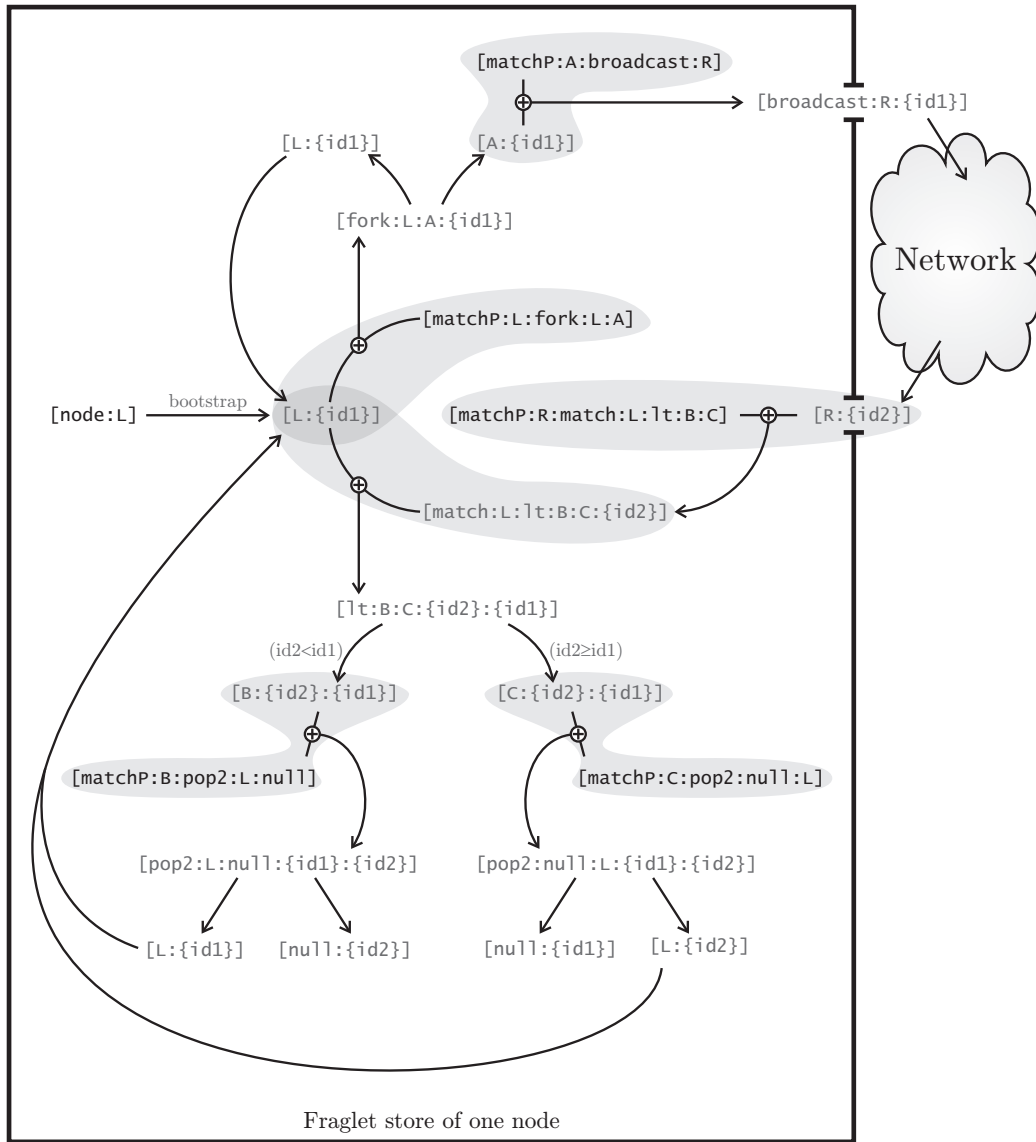 [matchP:A:broadcast:R]
[broadcast:R:{id1}]
[L:{id1}]
[A:{id1}]
[fork:L:A:{id1}]
Network
[matchP:L:fork:L:A]
bootstrap
[node:L]
[L:{id1}]
[matchP:R:match:L:lt:B:C]
[R:{id2}]
[match:L:lt:B:C:{id2}]
[lt:B:C:{id2}:{id1}]
(id2<id1)
(id2≥id1)
[B:{id2}:{id1}]
[C:{id2}:{id1}]
[matchP:B:pop2:L:null]
[matchP:C:pop2:null:L]
[pop2:L:null:{id1}:{id2}]
[pop2:null:L:{id1}:{id2}]
[L:{id1}]
[null:{id2}]
[null:{id1}]
[L:{id2}]
Fraglet store of one node